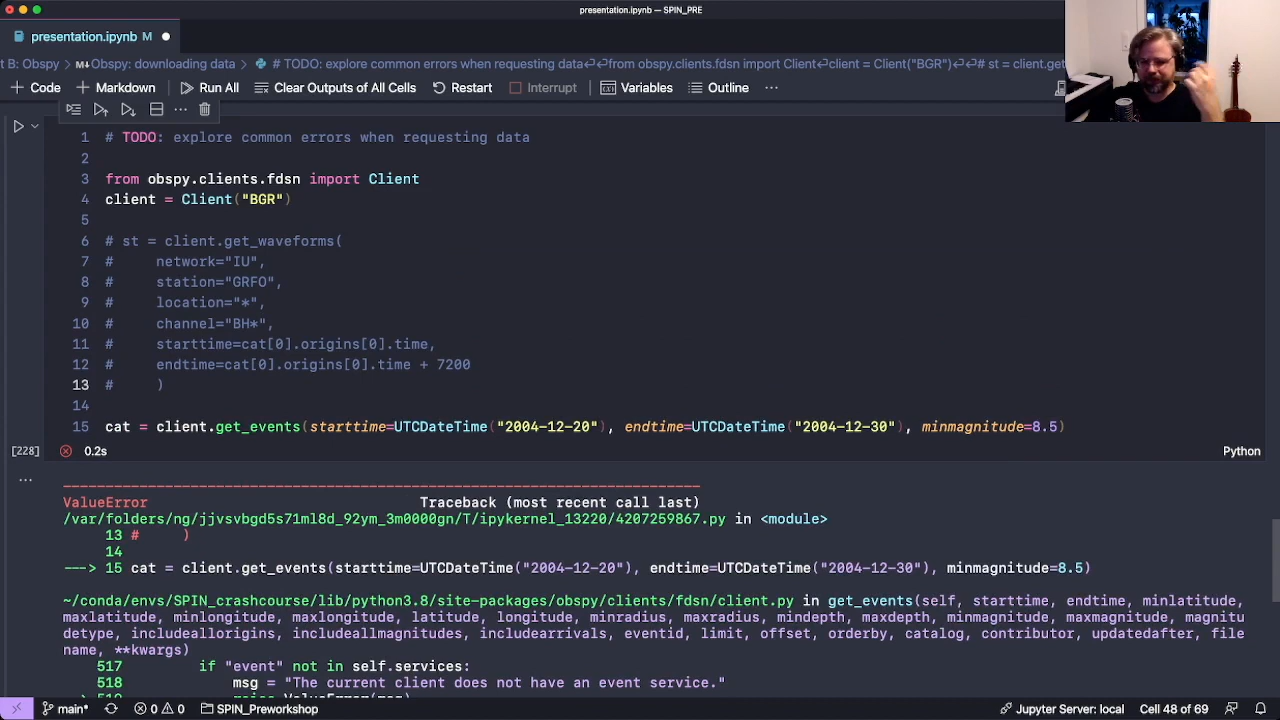 presentation.ipynb — SPIN_PRE
presentation.ipynb M
t B: Obspy > M↓Obspy: downloading data > # TODO: explore common errors when requesting data↵↵from obspy.clients.fdsn import Client↵client = Client("BGR")↵↵# st = client.get
+ Code + Markdown Run All Clear Outputs of All Cells Restart Interrupt Variables Outline ...
1 # TODO: explore common errors when requesting data
2
3 from obspy.clients.fdsn import Client
4 client = Client("BGR")
5
6 # st = client.get_waveforms(
7 # network="IU",
8 # station="GRFO",
9 # location="*",
10 # channel="BH*",
11 # starttime=cat[0].origins[0].time,
12 # endtime=cat[0].origins[0].time + 7200
13 # )
14
15 cat = client.get_events(starttime=UTCDateTime("2004-12-20"), endtime=UTCDateTime("2004-12-30"), minmagnitude=8.5)
[228] 0.2s Python
...
---------------------------------------------------------------------------
ValueError Traceback (most recent call last)
/var/folders/ng/jjvsvbgd5s71ml8d_92ym_3m0000gn/T/ipykernel_13220/4207259867.py in <module>
13 # )
14
---> 15 cat = client.get_events(starttime=UTCDateTime("2004-12-20"), endtime=UTCDateTime("2004-12-30"), minmagnitude=8.5)
~/conda/envs/SPIN_crashcourse/lib/python3.8/site-packages/obspy/clients/fdsn/client.py in get_events(self, starttime, endtime, minlatitude,
maxlatitude, minlongitude, maxlongitude, latitude, longitude, minradius, maxradius, mindepth, maxdepth, minmagnitude, maxmagnitude, magnitu
detype, includeallorigins, includeallmagnitudes, includearrivals, eventid, limit, offset, orderby, catalog, contributor, updatedafter, file
name, **kwargs)
517 if "event" not in self.services:
518 msg = "The current client does not have an event service."
main* 0 0 SPIN_Preworkshop Jupyter Server: local Cell 48 of 69